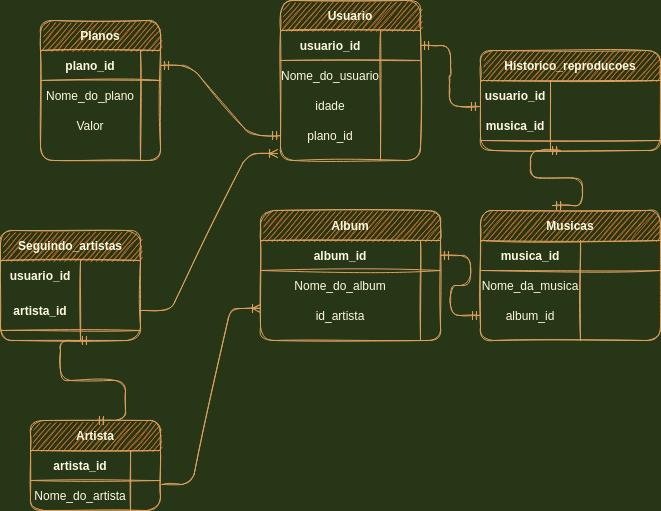 Planos
plano_id
Nome_do_plano
Valor
Usuario
usuario_id
Nome_do_usuario
idade
plano_id
Historico_reproducoes
usuario_id
musica_id
Seguindo_artistas
usuario_id
artista_id
Album
album_id
Nome_do_album
id_artista
Musicas
musica_id
Nome_da_musica
album_id
Artista
artista_id
Nome_do_artista